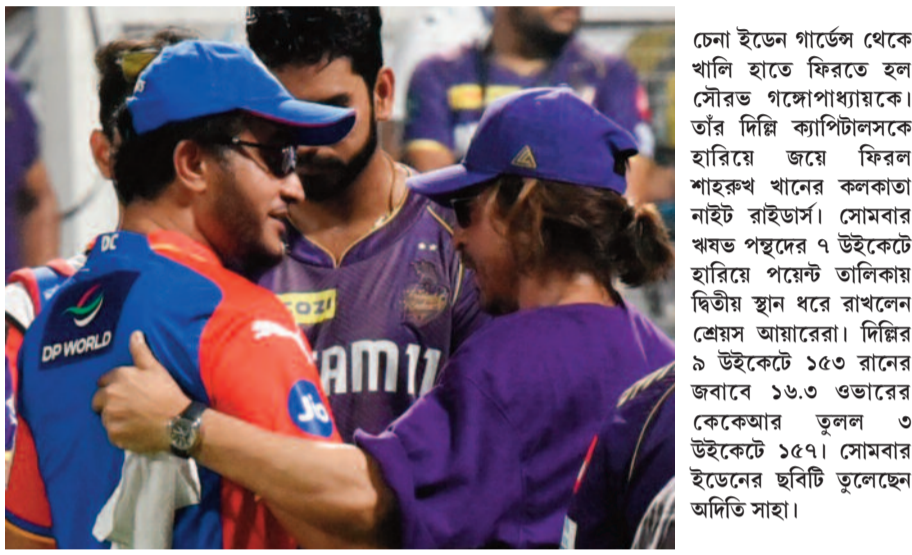 DC
DP WORLD
COZI
AM11
Jio
চেনা ইডেন গার্ডেন্স থেকে
খালি হাতে ফিরতে হল
সৌরভ গঙ্গোপাধ্যায়কে।
তাঁর দিল্লি ক্যাপিটালসকে
হারিয়ে জয়ে ফিরল
শাহরুখ খানের কলকাতা
নাইট রাইডার্স। সোমবার
ঋষভ পন্থদের ৭ উইকেটে
হারিয়ে পয়েন্ট তালিকায়
দ্বিতীয় স্থান ধরে রাখলেন
শ্রেয়স আয়ারেরা। দিল্লির
৯ উইকেটে ১৫৩ রানের
জবাবে ১৬.৩ ওভারের
কেকেআর তুলল ৩
উইকেটে ১৫৭। সোমবার
ইডেনের ছবিটি তুলেছেন
অদিতি সাহা।